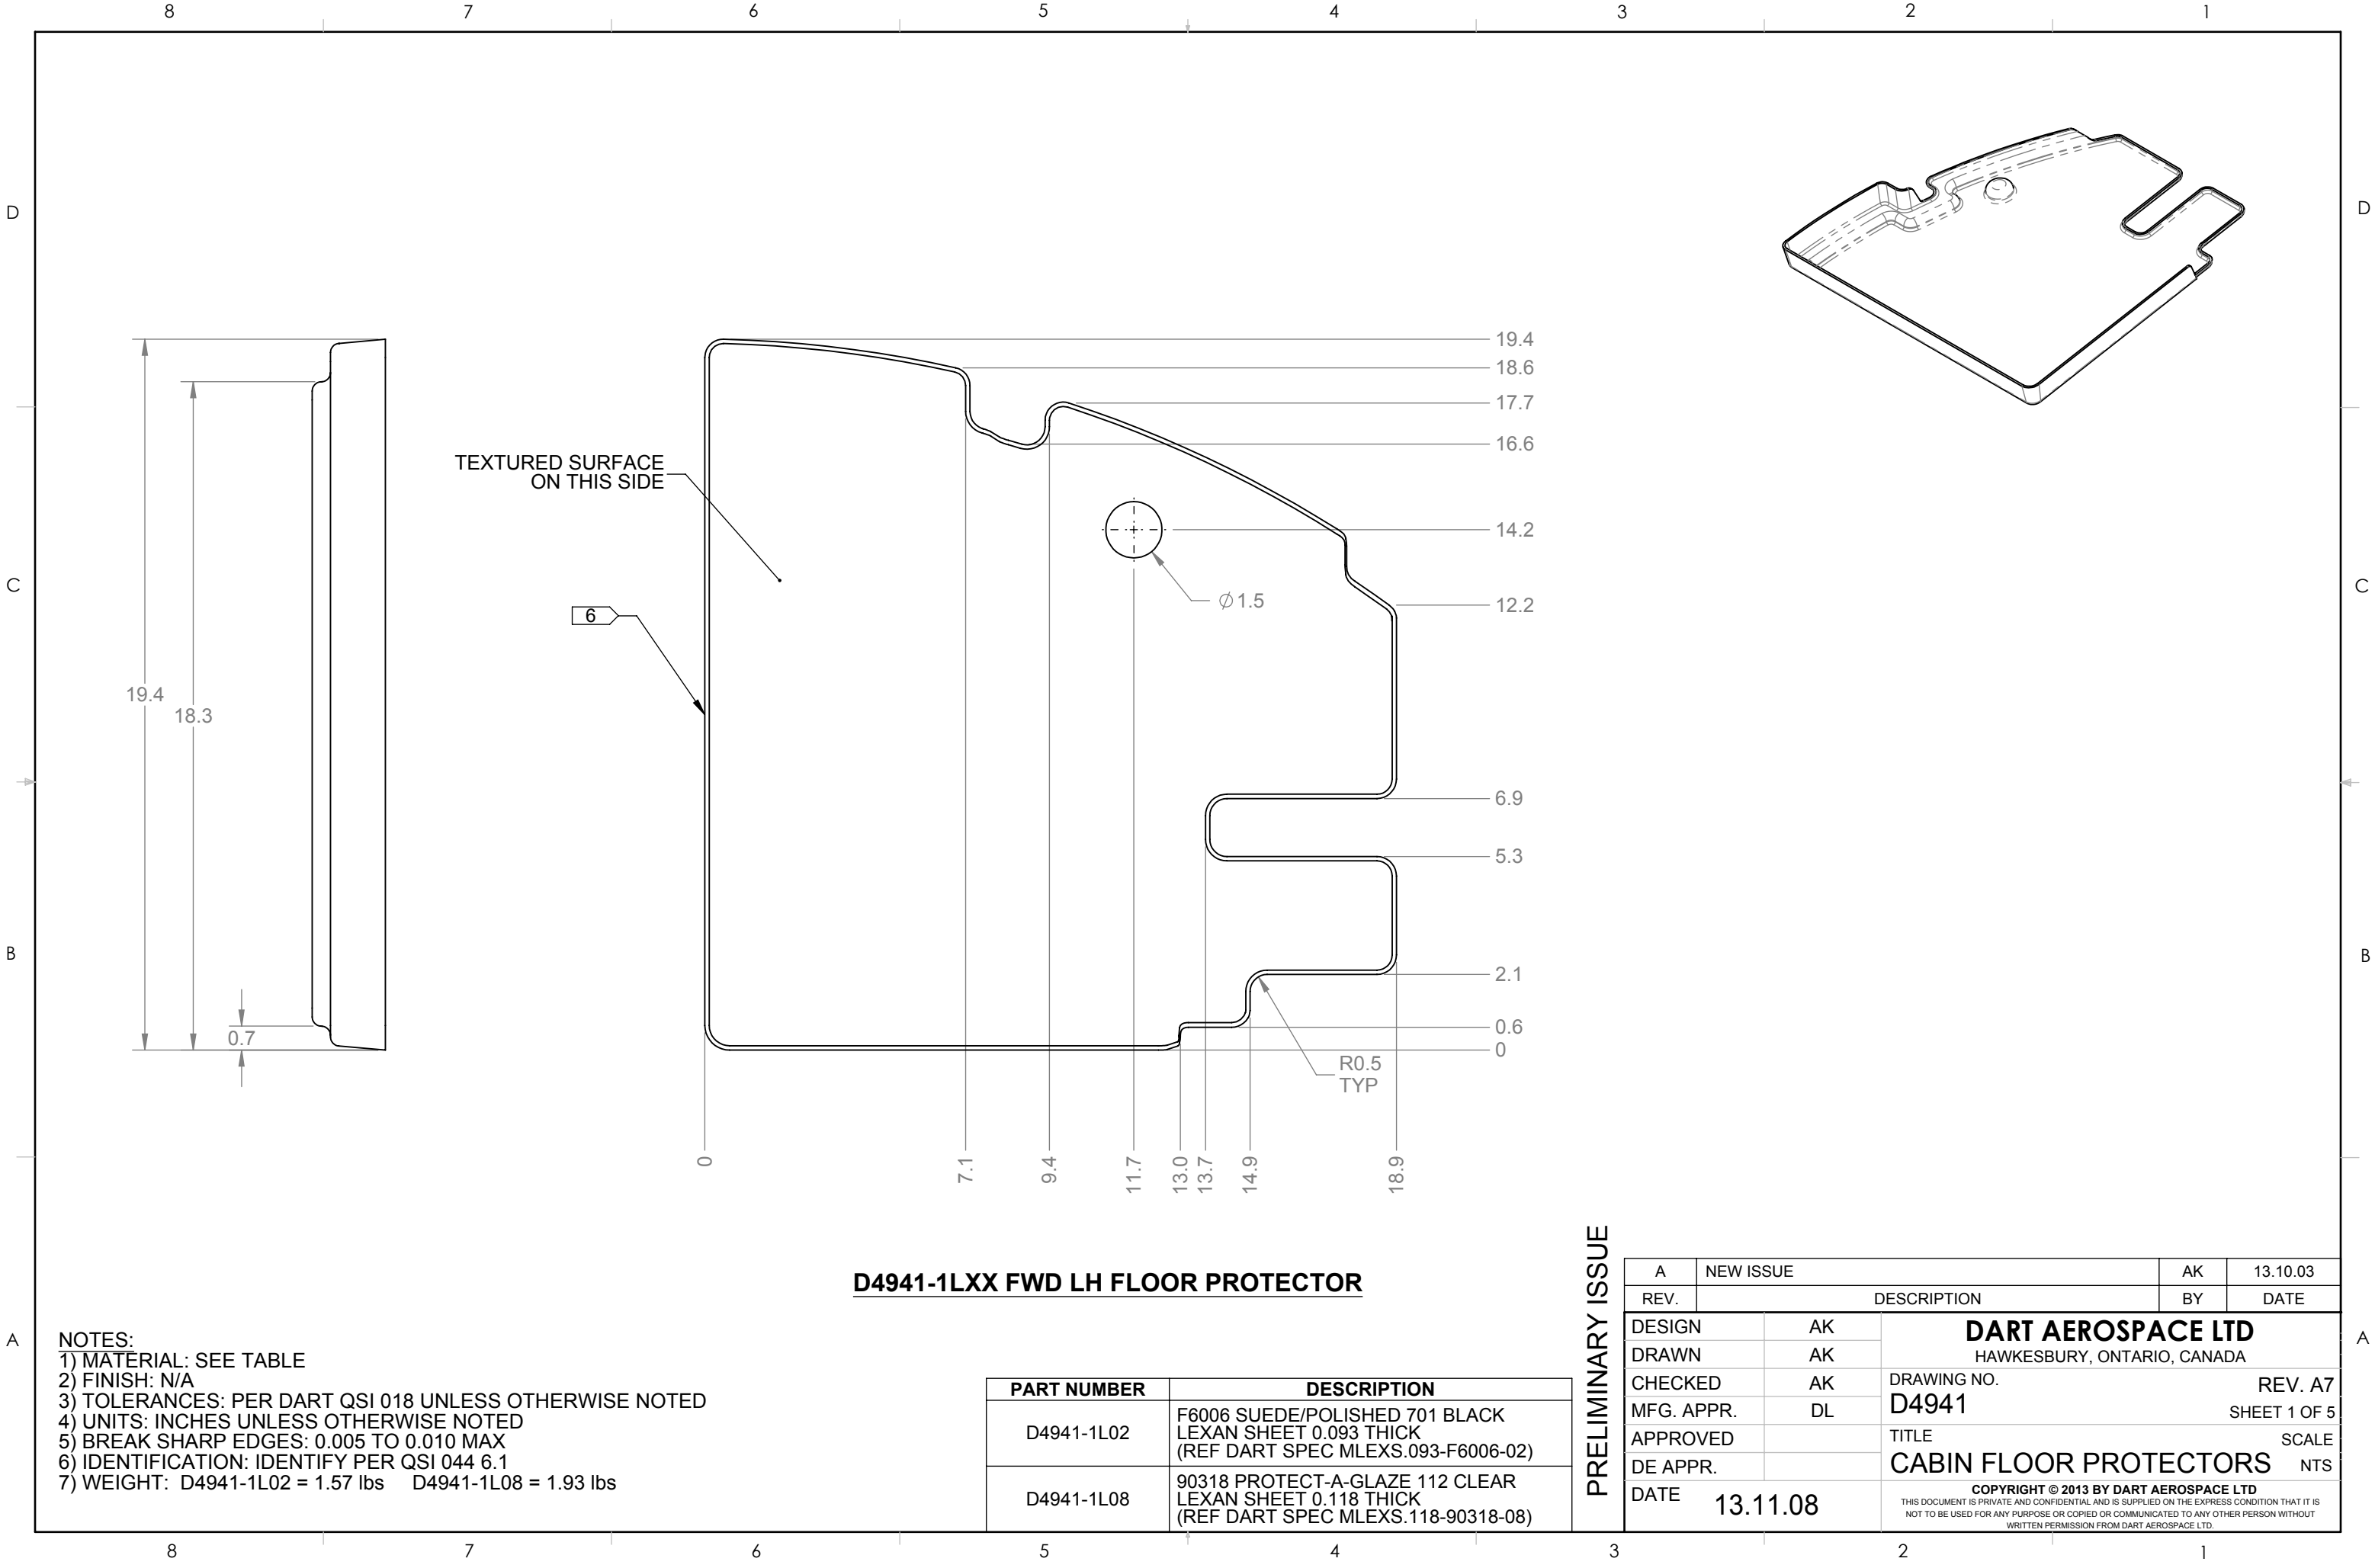 8 7 6 5 4 3 2 1
D
D
C
C
B
B
A
A
19.4
18.3
0.7
TEXTURED SURFACE
ON THIS SIDE
6
19.4
18.6
17.7
16.6
14.2
12.2
6.9
5.3
2.1
0.6
0
∅1.5
R0.5
TYP
0
7.1
9.4
11.7
13.0
13.7
14.9
18.9
D4941-1LXX FWD LH FLOOR PROTECTOR
NOTES:
1) MATERIAL: SEE TABLE
2) FINISH: N/A
3) TOLERANCES: PER DART QSI 018 UNLESS OTHERWISE NOTED
4) UNITS: INCHES UNLESS OTHERWISE NOTED
5) BREAK SHARP EDGES: 0.005 TO 0.010 MAX
6) IDENTIFICATION: IDENTIFY PER QSI 044 6.1
7) WEIGHT: D4941-1L02 = 1.57 lbs D4941-1L08 = 1.93 lbs
PART NUMBER DESCRIPTION
D4941-1L02
F6006 SUEDE/POLISHED 701 BLACK
LEXAN SHEET 0.093 THICK
(REF DART SPEC MLEXS.093-F6006-02)
D4941-1L08
90318 PROTECT-A-GLAZE 112 CLEAR
LEXAN SHEET 0.118 THICK
(REF DART SPEC MLEXS.118-90318-08)
PRELIMINARY ISSUE
A NEW ISSUE AK 13.10.03
REV. DESCRIPTION BY DATE
DESIGN AK
DRAWN AK
CHECKED AK
MFG. APPR. DL
APPROVED
DE APPR.
DATE 13.11.08
DART AEROSPACE LTD
HAWKESBURY, ONTARIO, CANADA
DRAWING NO. REV. A7
D4941 SHEET 1 OF 5
TITLE SCALE
CABIN FLOOR PROTECTORS NTS
COPYRIGHT © 2013 BY DART AEROSPACE LTD
THIS DOCUMENT IS PRIVATE AND CONFIDENTIAL AND IS SUPPLIED ON THE EXPRESS CONDITION THAT IT IS
NOT TO BE USED FOR ANY PURPOSE OR COPIED OR COMMUNICATED TO ANY OTHER PERSON WITHOUT
WRITTEN PERMISSION FROM DART AEROSPACE LTD.
8 7 6 5 4 3 2 1